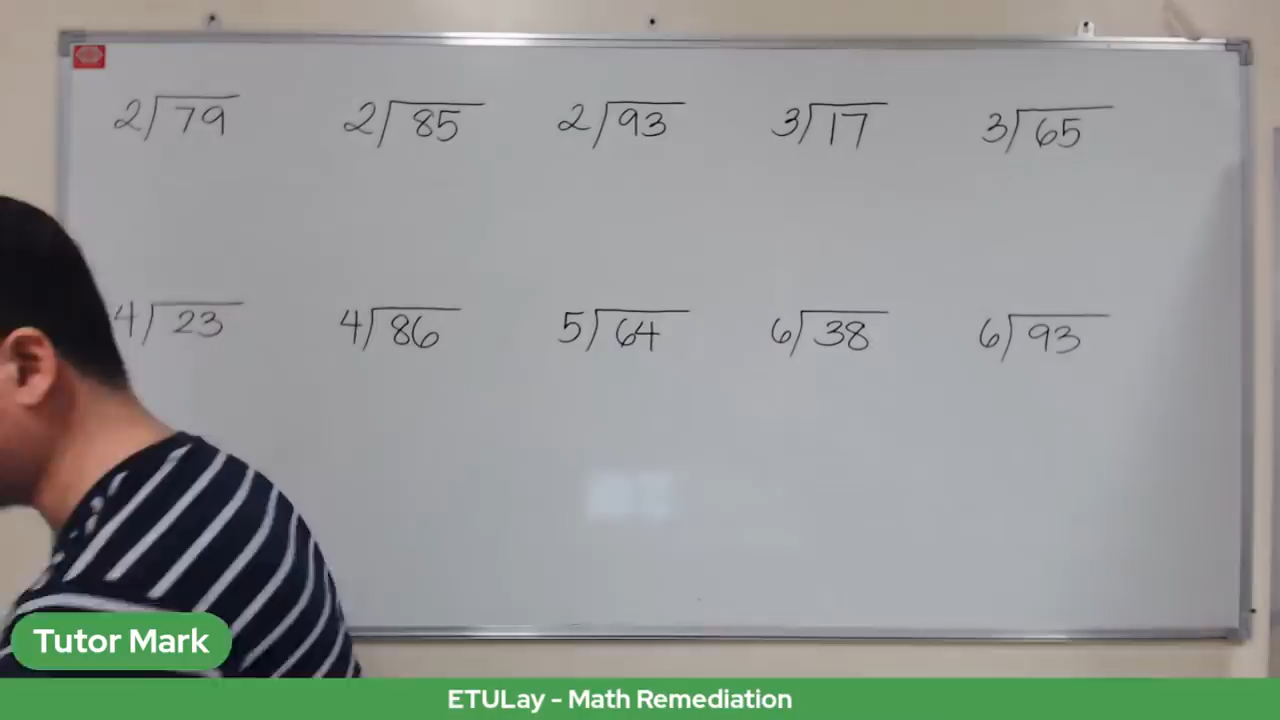 2)79 2)85 2)93 3)17 3)65
4)23 4)86 5)64 6)38 6)93
Tutor Mark
ETULay - Math Remediation